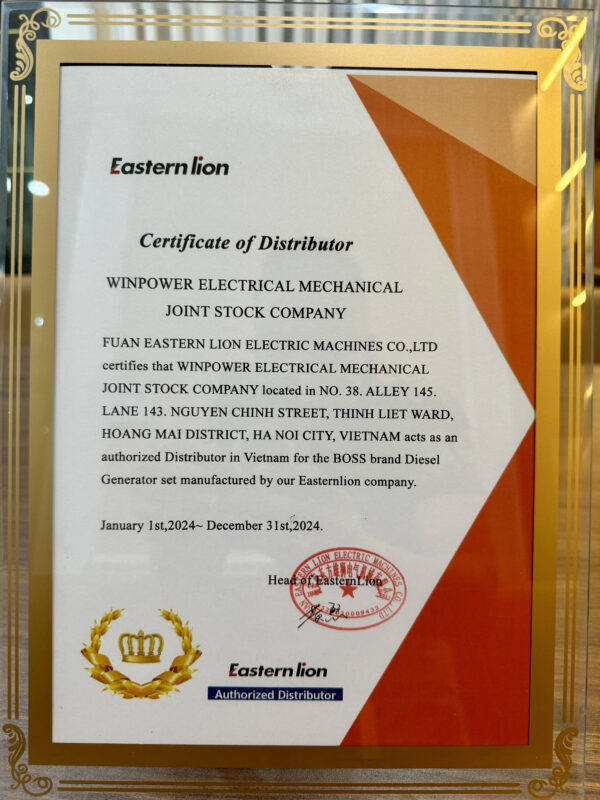 Easternlion
Certificate of Distributor
WINPOWER ELECTRICAL MECHANICAL
JOINT STOCK COMPANY
FUAN EASTERN LION ELECTRIC MACHINES CO.,LTD
certifies that WINPOWER ELECTRICAL MECHANICAL
JOINT STOCK COMPANY located in NO. 38. ALLEY 145.
LANE 143. NGUYEN CHINH STREET, THINH LIET WARD,
HOANG MAI DISTRICT, HA NOI CITY, VIETNAM acts as an
authorized Distributor in Vietnam for the BOSS brand Diesel
Generator set manufactured by our Easternlion company.
January 1st,2024~ December 31st,2024.
Head of EasternLion
EASTERN LION ELECTRIC MACHINES CO.,LTD
Easternlion
Authorized Distributor